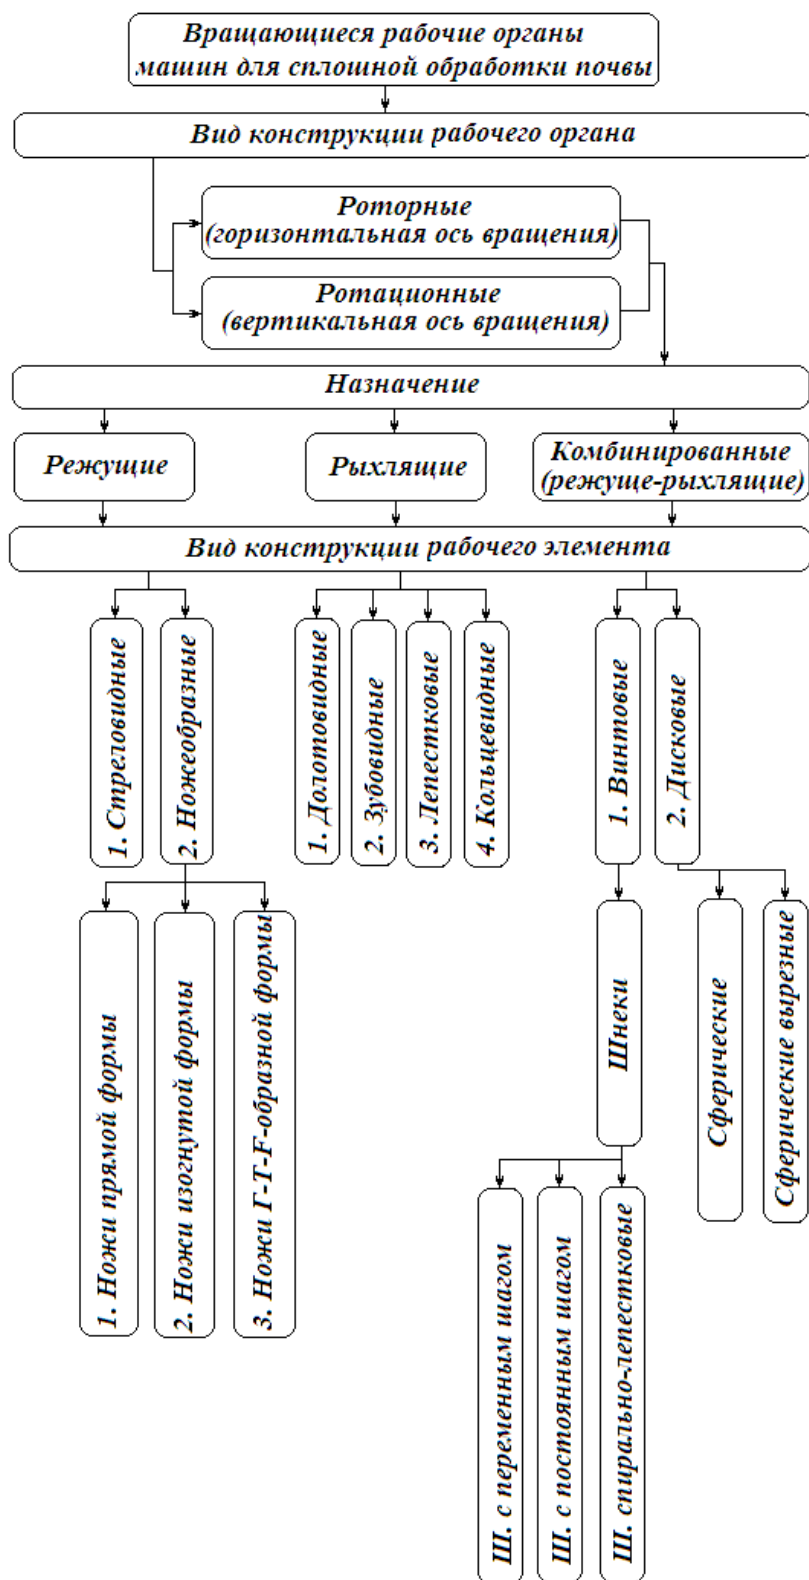 Вращающиеся рабочие органы
машин для сплошной обработки почвы
Вид конструкции рабочего органа
Роторные
(горизонтальная ось вращения)
Ротационные
(вертикальная ось вращения)
Назначение
Режущие
Рыхлящие
Комбинированные
(режуще-рыхлящие)
Вид конструкции рабочего элемента
1. Стреловидные
2. Ножеобразные
1. Долотовидные
2. Зубовидные
3. Лепестковые
4. Кольцевидные
1. Винтовые
2. Дисковые
1. Ножи прямой формы
2. Ножи изогнутой формы
3. Ножи Г-Т-F-образной формы
Шнеки
Сферические
Сферические вырезные
Ш. с переменным шагом
Ш. с постоянным шагом
Ш. спирально-лепестковые